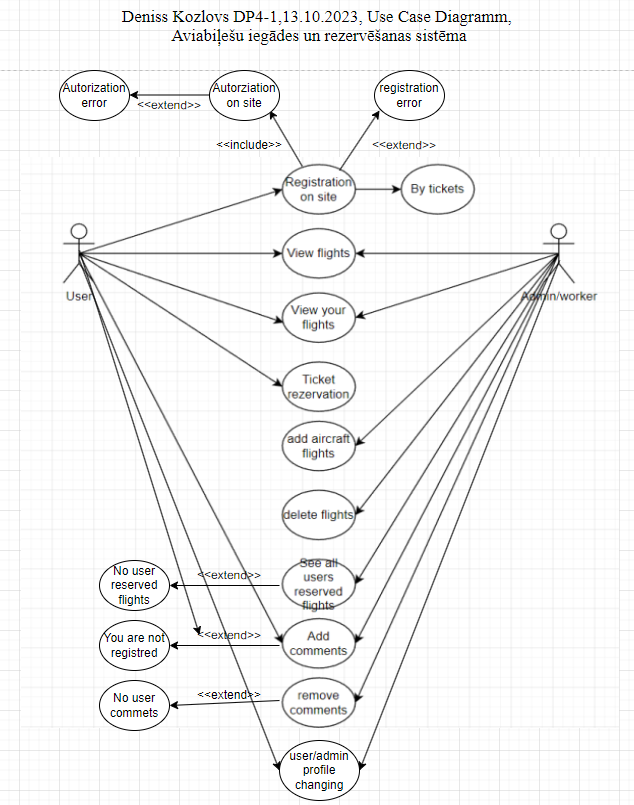 Deniss Kozlovs DP4-1,13.10.2023, Use Case Diagramm,
Aviabiļešu iegādes un rezervēšanas sistēma
Autorization
error
<<extend>>
Autorziation
on site
registration
error
<<include>>
<<extend>>
Registration
on site
By tickets
User
Admin/worker
View flights
View your
flights
Ticket
rezervation
add aircraft
flights
delete flights
No user
reserved
flights
<<extend>>
See all
users
reserved
flights
You are not
registred
<<extend>>
Add
comments
No user
commets
<<extend>>
remove
comments
user/admin
profile
changing